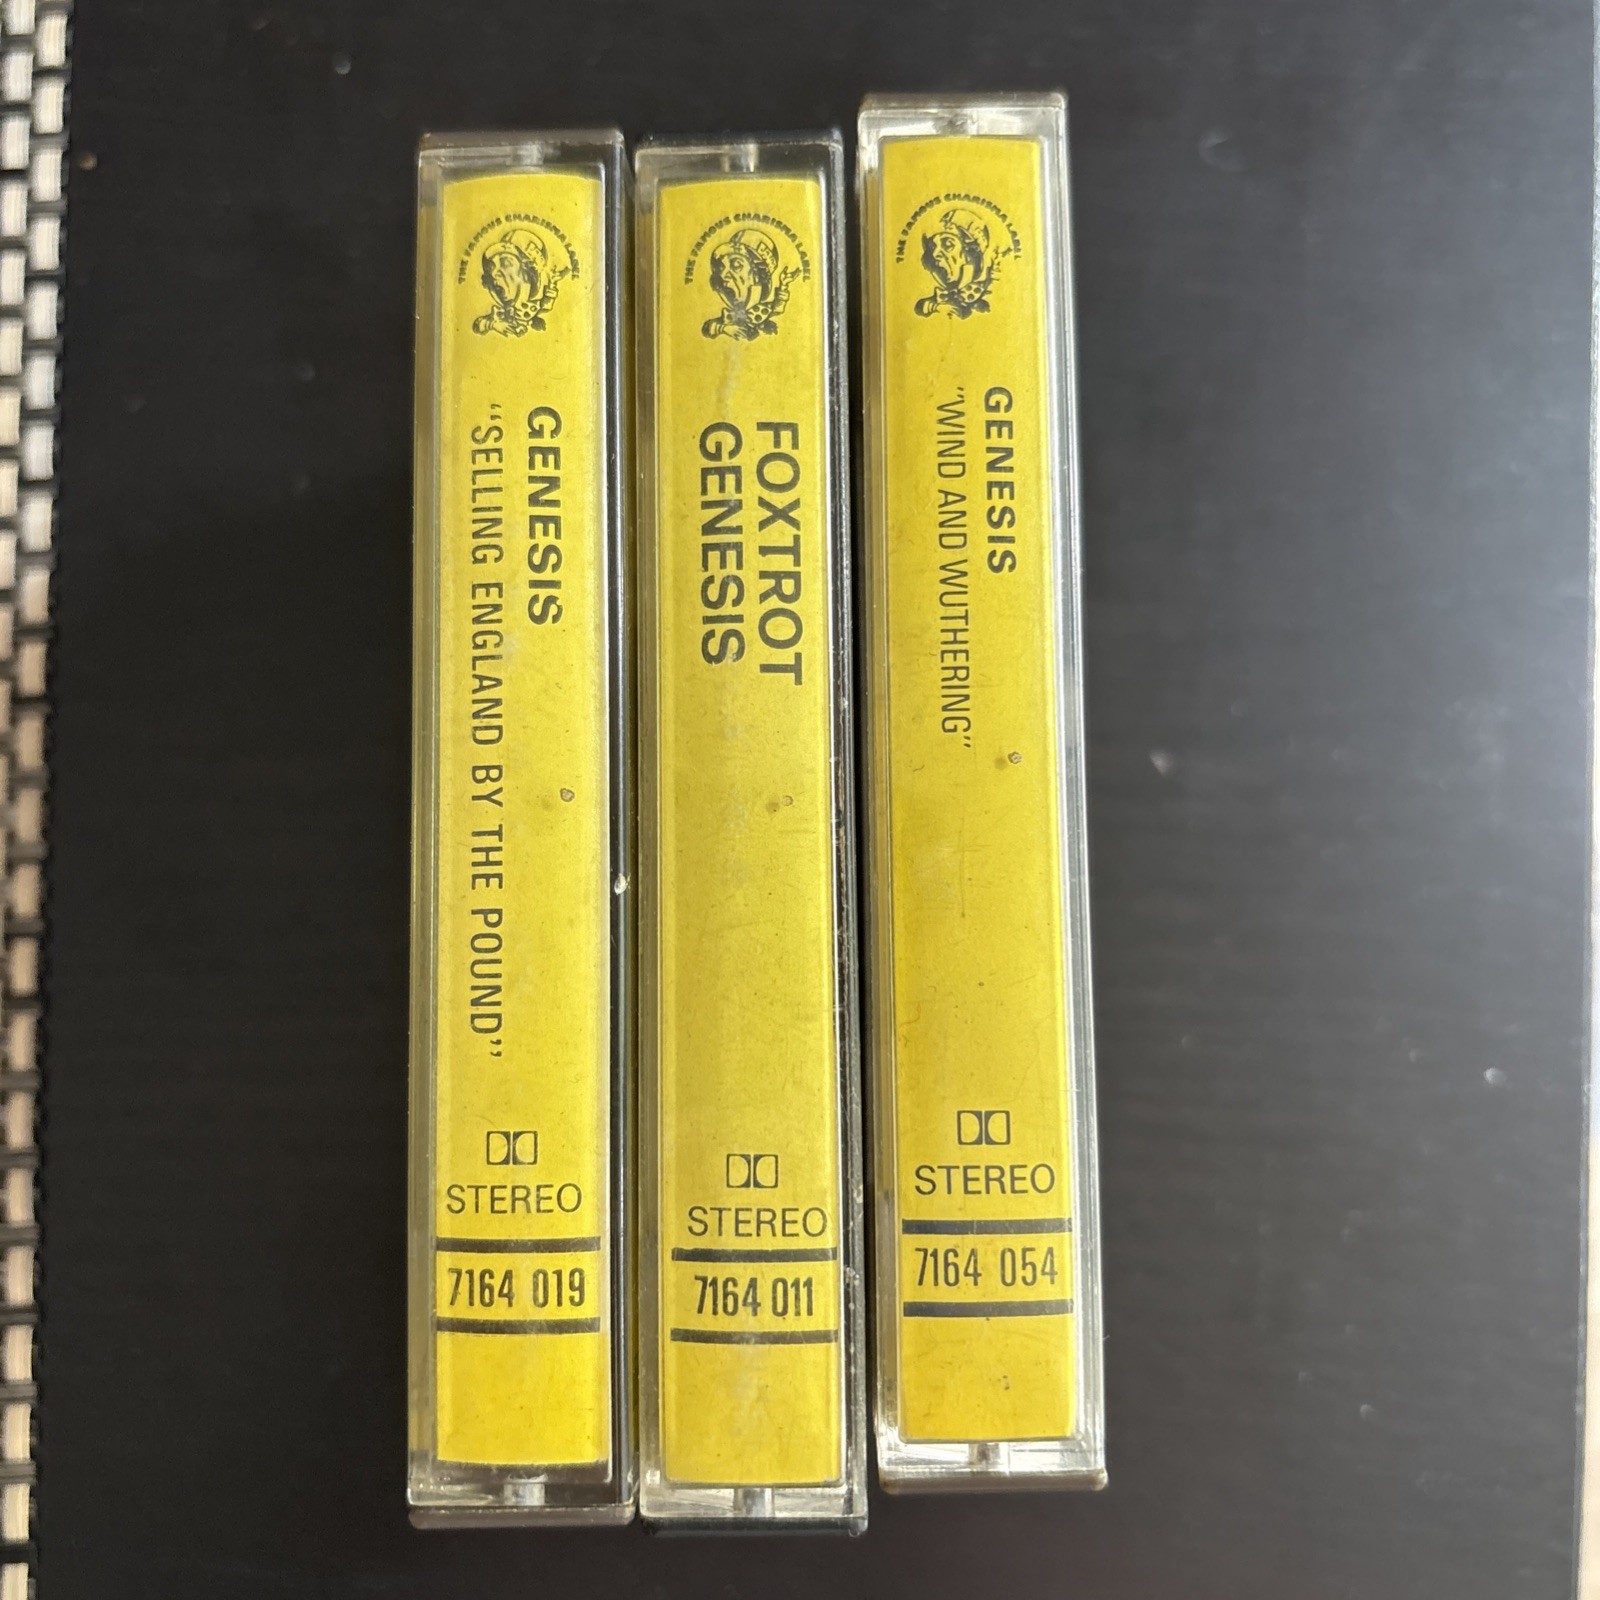 THE FAMOUS CHARISMA LABEL
GENESIS
"SELLING ENGLAND BY THE POUND"
STEREO
7164 019
THE FAMOUS CHARISMA LABEL
FOXTROT
GENESIS
STEREO
7164 011
THE FAMOUS CHARISMA LABEL
GENESIS
"WIND AND WUTHERING"
STEREO
7164 054